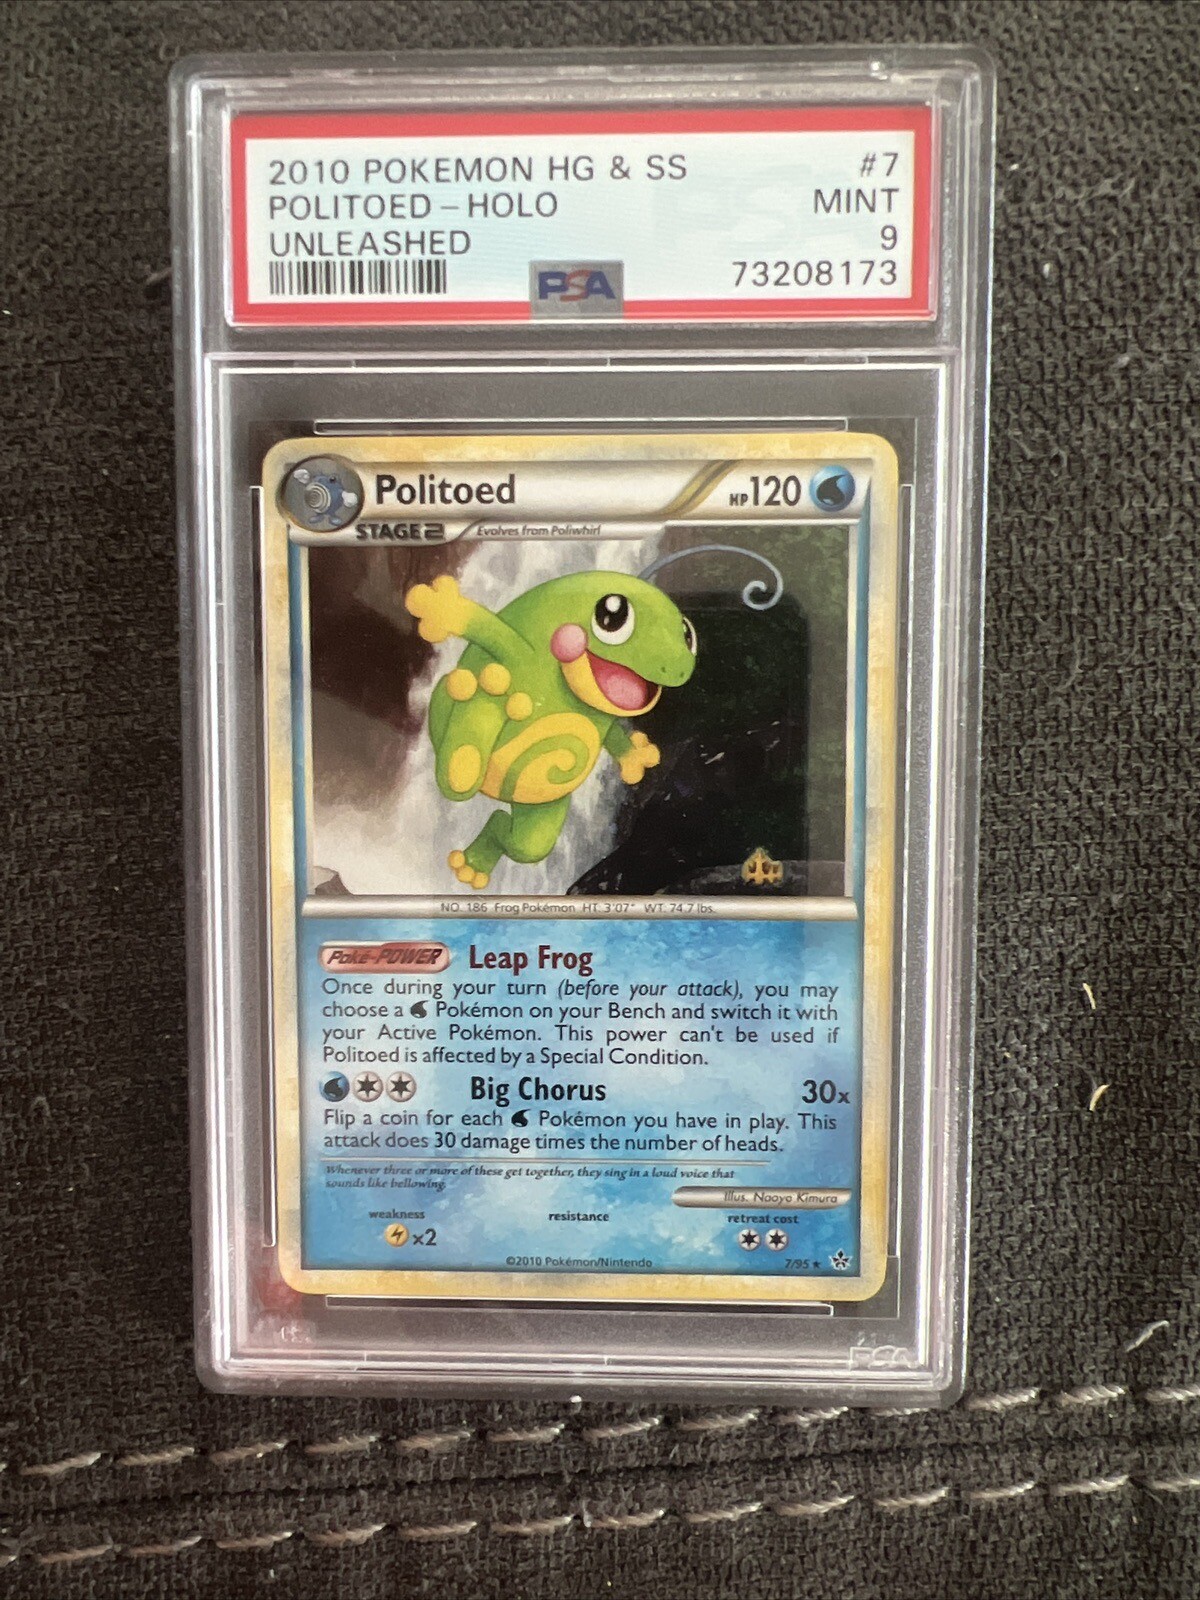 2010 POKEMON HG & SS #7
POLITOED - HOLO MINT
UNLEASHED 9
PSA 73208173
Politoed HP120
STAGE 2 Evolves from Poliwhirl
NO. 186 Frog Pokémon HT. 3'07" WT. 74.7 lbs.
Poké-POWER Leap Frog
Once during your turn (before your attack), you may
choose a Pokémon on your Bench and switch it with
your Active Pokémon. This power can't be used if
Politoed is affected by a Special Condition.
Big Chorus 30x
Flip a coin for each Pokémon you have in play. This
attack does 30 damage times the number of heads.
Whenever three or more of these get together, they sing in a loud voice that
sounds like bellowing.
Illus. Naoyo Kimura
weakness resistance retreat cost
x2
©2010 Pokémon/Nintendo 7/95
PSA